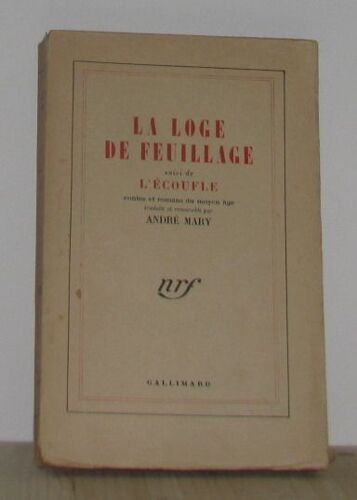 LA LOGE
DE FEUILLAGE
suivi de
L'ÉCOUFLE
contes et romans du moyen âge
traduits et renouvelés par
ANDRÉ MARY
nrf
GALLIMARD